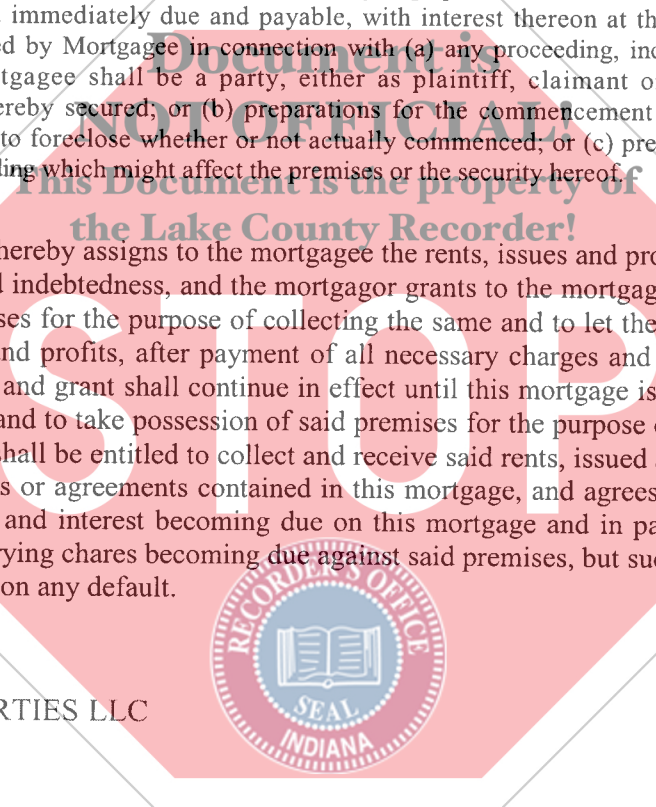 immediately due and payable, with interest thereon at th
ed by Mortgagee in connection with (a) any proceeding, inc
Document is
tgagee shall be a party, either as plaintiff, claimant o
ereby secured; or (b) preparations for the commencement
NOT OFFICIAL!
to foreclose whether or not actually commenced; or (c) pre
ding which might affect the premises or the security hereof.
This Document is the property of
the Lake County Recorder!
hereby assigns to the mortgagee the rents, issues and pro
d indebtedness, and the mortgagor grants to the mortgag
ses for the purpose of collecting the same and to let the
nd profits, after payment of all necessary charges and
and grant shall continue in effect until this mortgage is
and to take possession of said premises for the purpose
shall be entitled to collect and receive said rents, issued
s or agreements contained in this mortgage, and agrees
STOP
and interest becoming due on this mortgage and in pa
rying chares becoming due against said premises, but su
on any default.
RECORDER'S OFFICE
SEAL
INDIANA
RTIES LLC